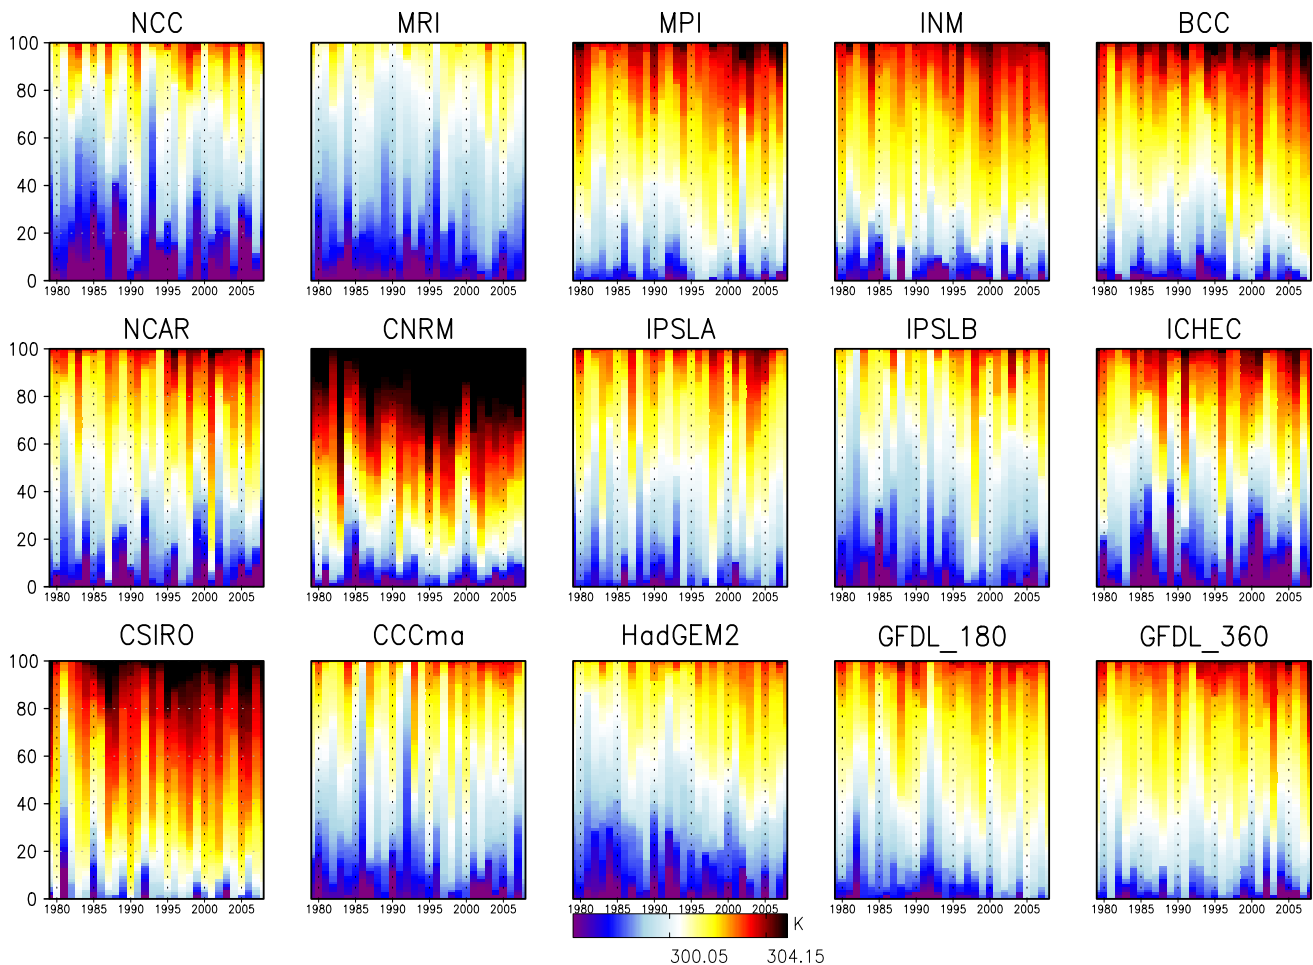 NCC MRI MPI INM BCC
100
80
60
40
20
0
1980 1985 1990 1995 2000 2005 1980 1985 1990 1995 2000 2005 1980 1985 1990 1995 2000 2005 1980 1985 1990 1995 2000 2005 1980 1985 1990 1995 2000 2005
NCAR CNRM IPSLA IPSLB ICHEC
100
80
60
40
20
0
1980 1985 1990 1995 2000 2005 1980 1985 1990 1995 2000 2005 1980 1985 1990 1995 2000 2005 1980 1985 1990 1995 2000 2005 1980 1985 1990 1995 2000 2005
CSIRO CCCma HadGEM2 GFDL_180 GFDL_360
100
80
60
40
20
0
1980 1985 1990 1995 2000 2005 1980 1985 1990 1995 2000 2005 1980 1985 1990 1995 2000 2005 1980 1985 1990 1995 2000 2005 1980 1985 1990 1995 2000 2005
K
300.05 304.15